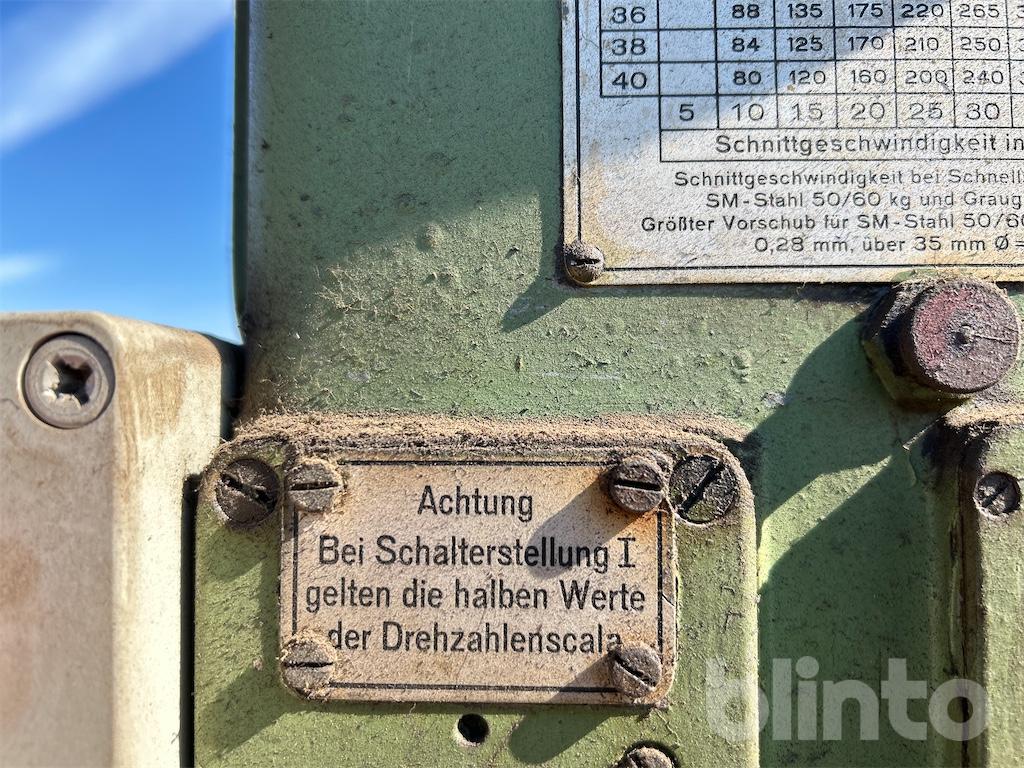 36 88 135 175 220 265
38 84 125 170 210 250
40 80 120 160 200 240
5 10 15 20 25 30
Schnittgeschwindigkeit in
Schnittgeschwindigkeit bei
SM-Stahl 50/60 kg und
Größter Vorschub für SM-Stahl
0,28 mm, über 35 mm Ø=
Achtung
Bei Schalterstellung I
gelten die halben Werte
der Drehzahlenscala
blinto